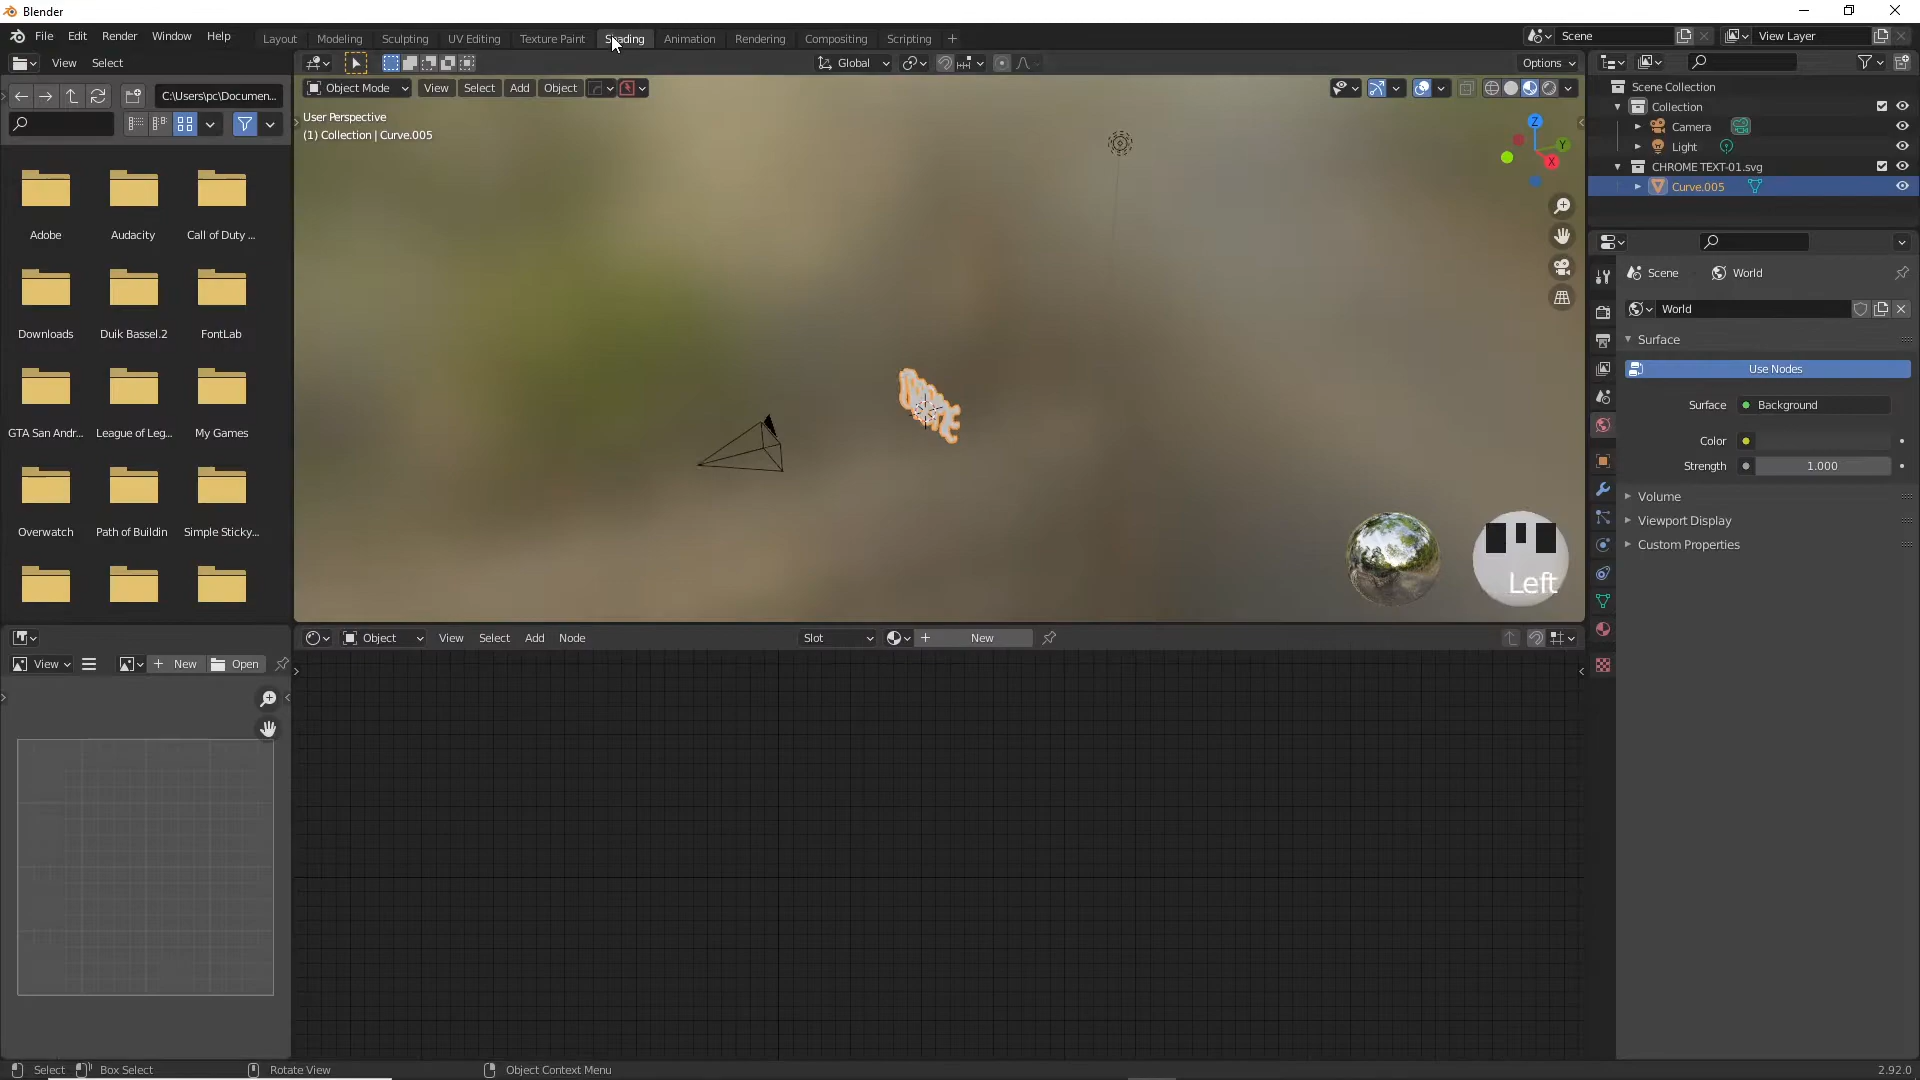 Blender
File Edit Render Window Help
Layout Modeling Sculpting UV Editing Texture Paint Shading Animation Rendering Compositing Scripting +
Scene
View Layer
View Select
Global
Options
C:\Users\pc\Documen...
Object Mode View Select Add Object
User Perspective
(1) Collection | Curve.005
Z
Y
X
Scene Collection
Collection
Camera
Light
CHROME TEXT-01.svg
Curve.005
Adobe Audacity Call of Duty ...
Downloads Duik Bassel.2 FontLab
GTA San Andr... League of Leg... My Games
Overwatch Path of Buildin Simple Sticky...
Scene World
World
Surface
Use Nodes
Surface Background
Color
Strength 1.000
Volume
Viewport Display
Custom Properties
Left
Object View Select Add Node Slot + New
View + New Open
Select Box Select Rotate View Object Context Menu 2.92.0